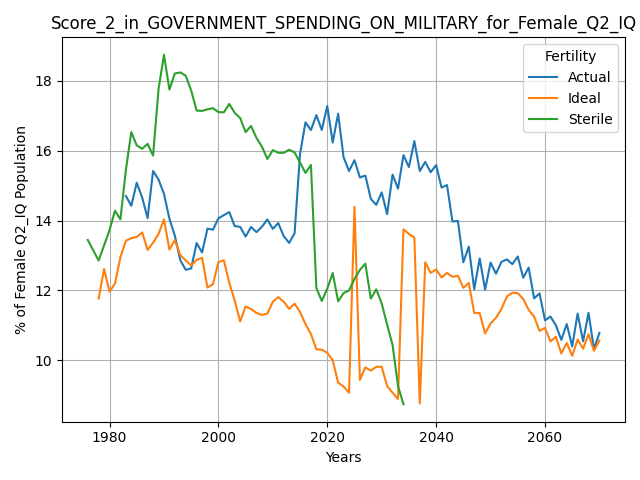 Score_2_in_GOVERNMENT_SPENDING_ON_MILITARY_for_Female_Q2_IQ
Fertility
Actual
Ideal
Sterile
% of Female Q2_IQ Population
18
16
14
12
10
1980
2000
2020
2040
2060
Years